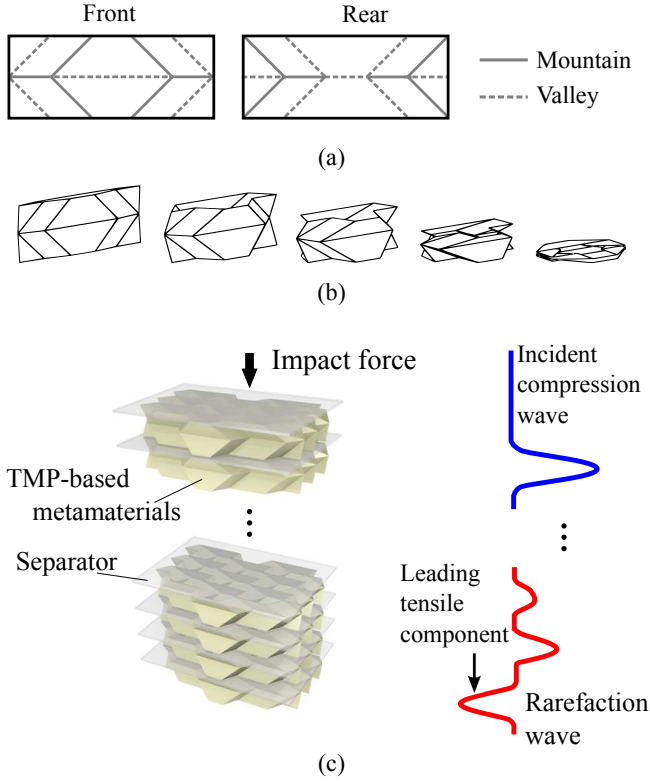 Front
Rear
Mountain
Valley
(a)
(b)
Impact force
Incident
compression
wave
TMP-based
metamaterials
Separator
Leading
tensile
component
Rarefaction
wave
(c)